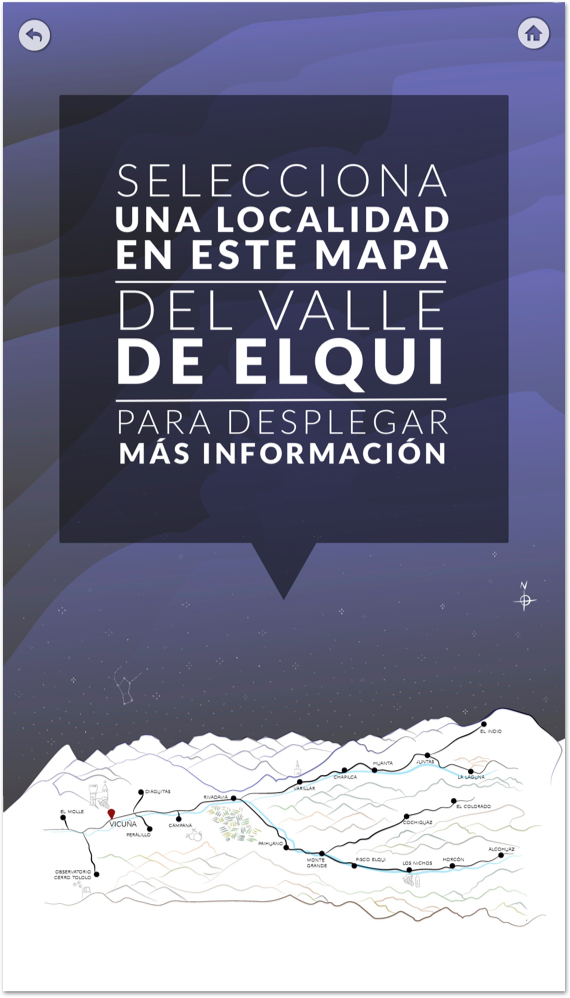 SELECCIONA
UNA LOCALIDAD
EN ESTE MAPA
DEL VALLE
DE ELQUI
PARA DESPLEGAR
MÁS INFORMACIÓN
N
EL INDIO
JUNTAS
HUANTA
CHAPILCA
LA LAGUNA
VARILLAR
DIAGUITAS
RIVADAVIA
EL COLORADO
EL MOLLE
VICUÑA
CAMPANA
COCHIGUAZ
PERALILLO
PAIHUANO
ALCOHUAZ
MONTE
GRANDE
PISCO ELQUI
LOS NICHOS
HORCÓN
OBSERVATORIO
CERRO TOLOLO